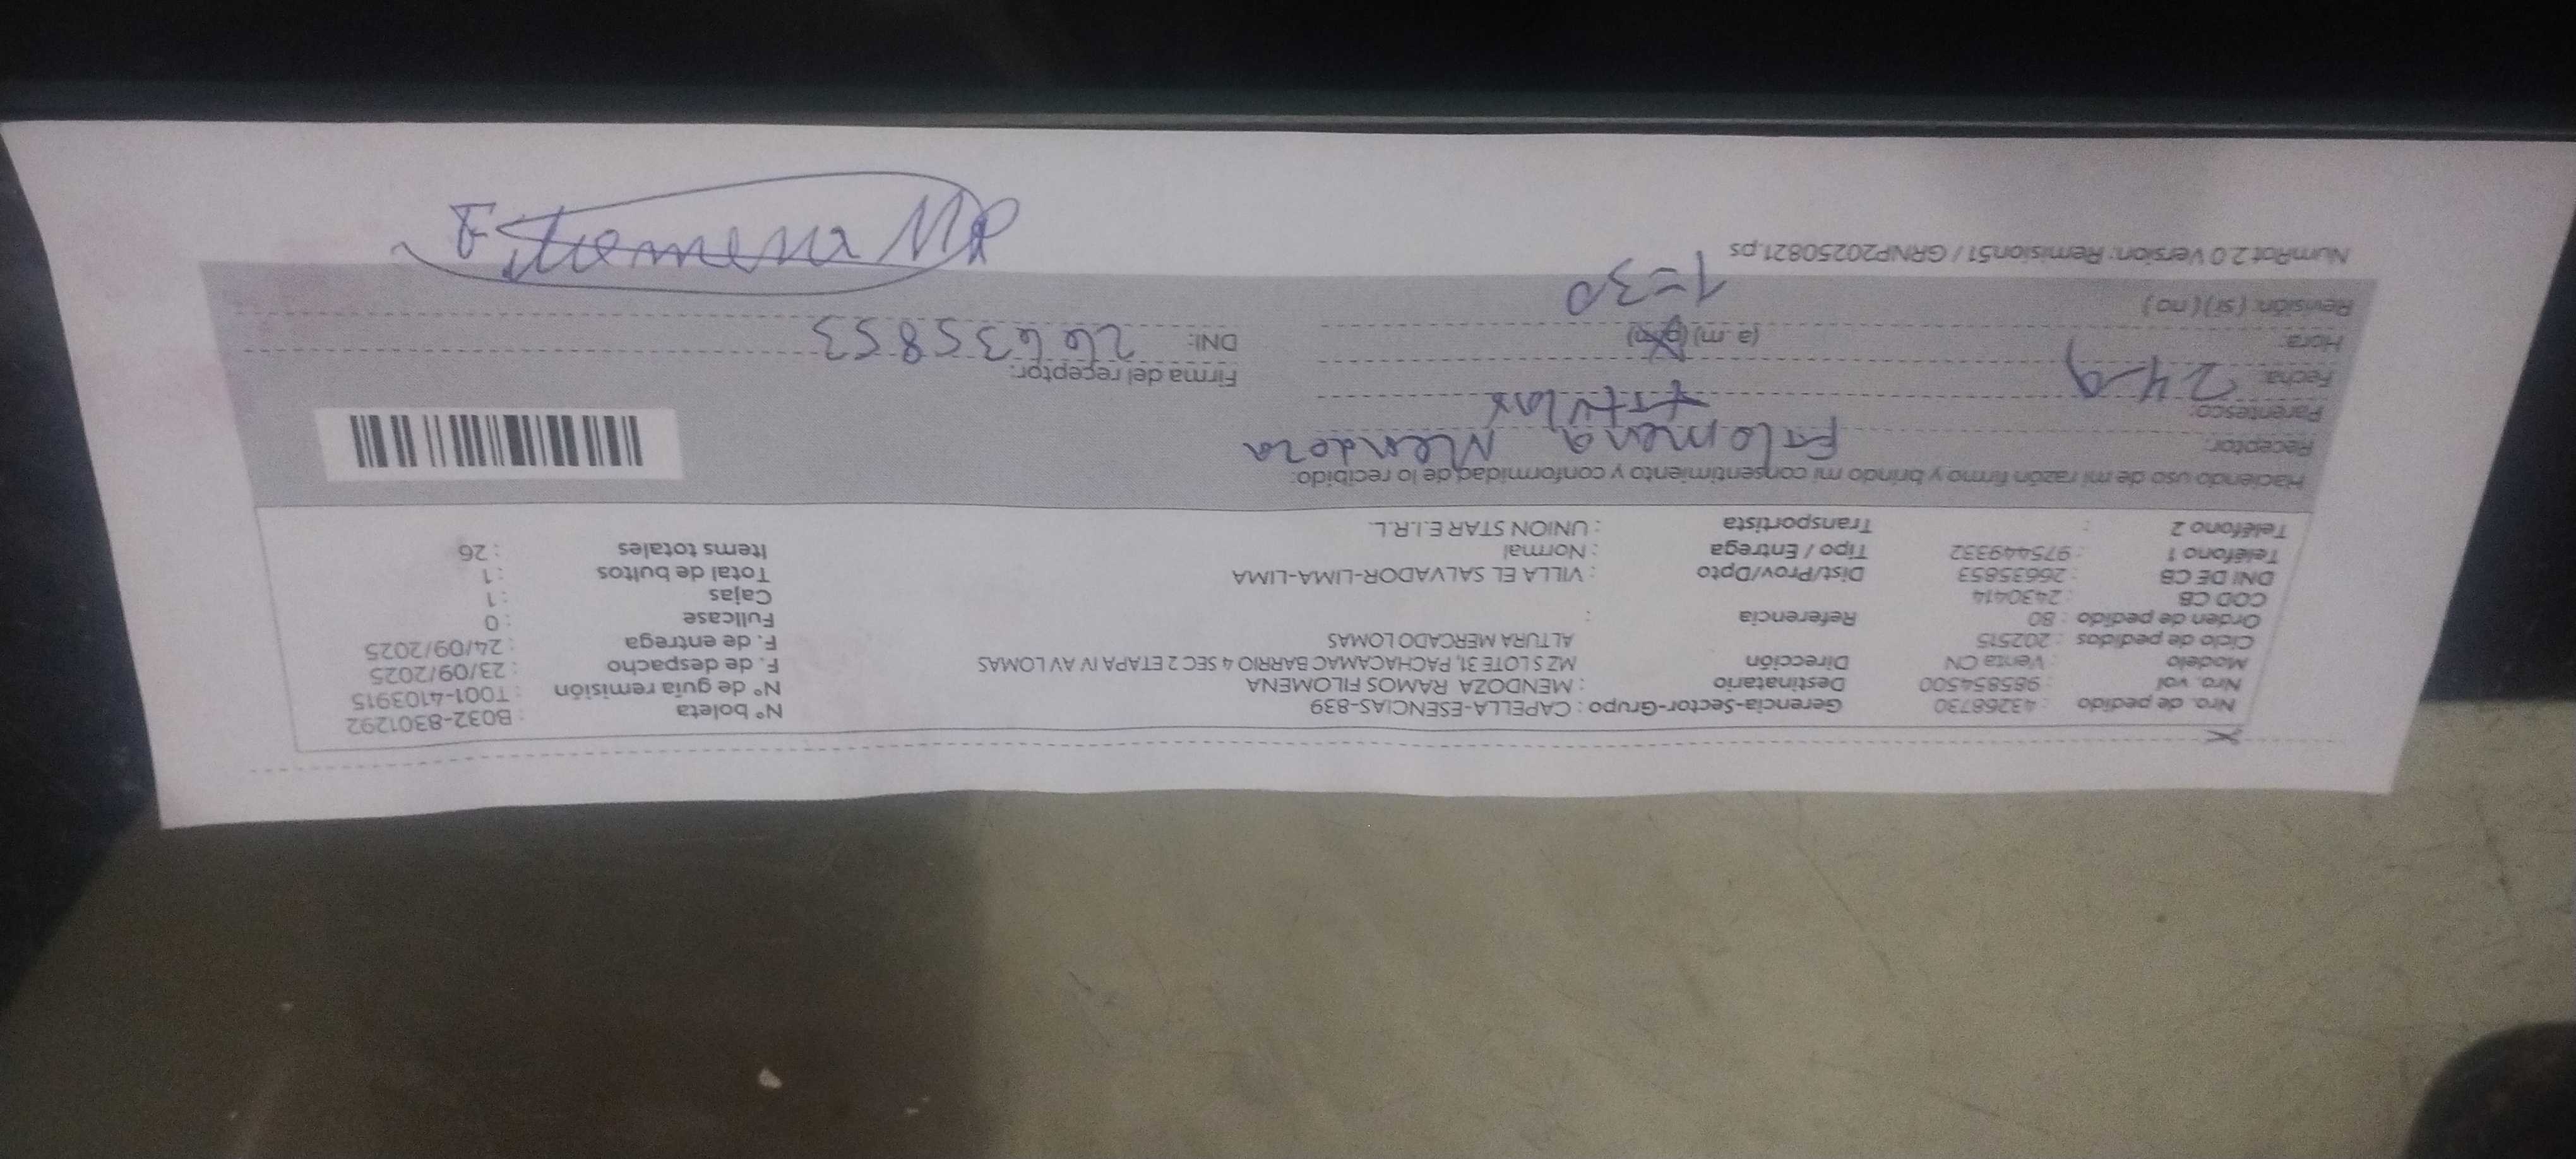 Nro. de pedido : 43268730 Gerencia-Sector-Grupo : CAPELLA-ESENCIAS-839 N° boleta : B032-8301292
Nro. vol : 985854500 Destinatario : MENDOZA RAMOS FILOMENA N° de guía remisión : T001-4103915
Modelo : Venta CN Dirección MZ S LOTE 31, PACHACAMAC BARRIO 4 SEC 2 ETAPA IV AV LOMAS F. de despacho : 23/09/2025
Ciclo de pedidos : 202515 ALTURA MERCADO LOMAS F. de entrega : 24/09/2025
Orden de pedido : 80 Referencia : Fullcase : 0
COD CB : 2430414 Cajas : 1
DNI DE CB : 26635853 Dist/Prov/Dpto : VILLA EL SALVADOR-LIMA-LIMA Total de bultos : 1
Teléfono 1 : 975449332 Tipo / Entrega : Normal Items totales : 26
Teléfono 2 : Transportista : UNION STAR E.I.R.L.
Haciendo uso de mi razón firmo y brindo mi consentimiento y conformidad de lo recibido:
Receptor: Filomena Mendoza
Parentesco: titular
Fecha: 24-9 Firma del receptor:
Hora: (a. m) (p. m) DNI: 26635853
Revisión: ( si ) ( no ) 1=30
NumRot 2.0 Version: Remision51 / GRNP20250821.ps